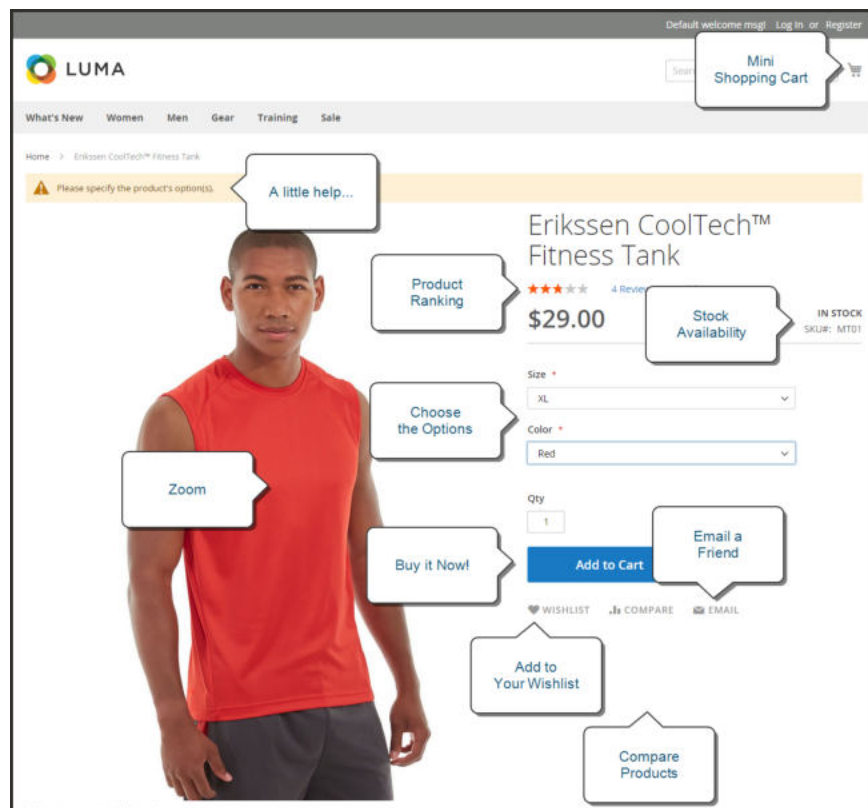 Default welcome msg! Log In or Register
LUMA
Mini
Shopping Cart
What's New Women Men Gear Training Sale
Home > Erikssen CoolTech™ Fitness Tank
Please specify the product's option(s).
A little help...
Erikssen CoolTech™
Fitness Tank
Product
Ranking
4
$29.00
Stock
Availability
IN STOCK
SKU#: MT01
Size *
XL
Choose
the Options
Color *
Red
Zoom
Qty
1
Email a
Friend
Buy it Now!
Add to Cart
WISHLIST COMPARE EMAIL
Add to
Your Wishlist
Compare
Products